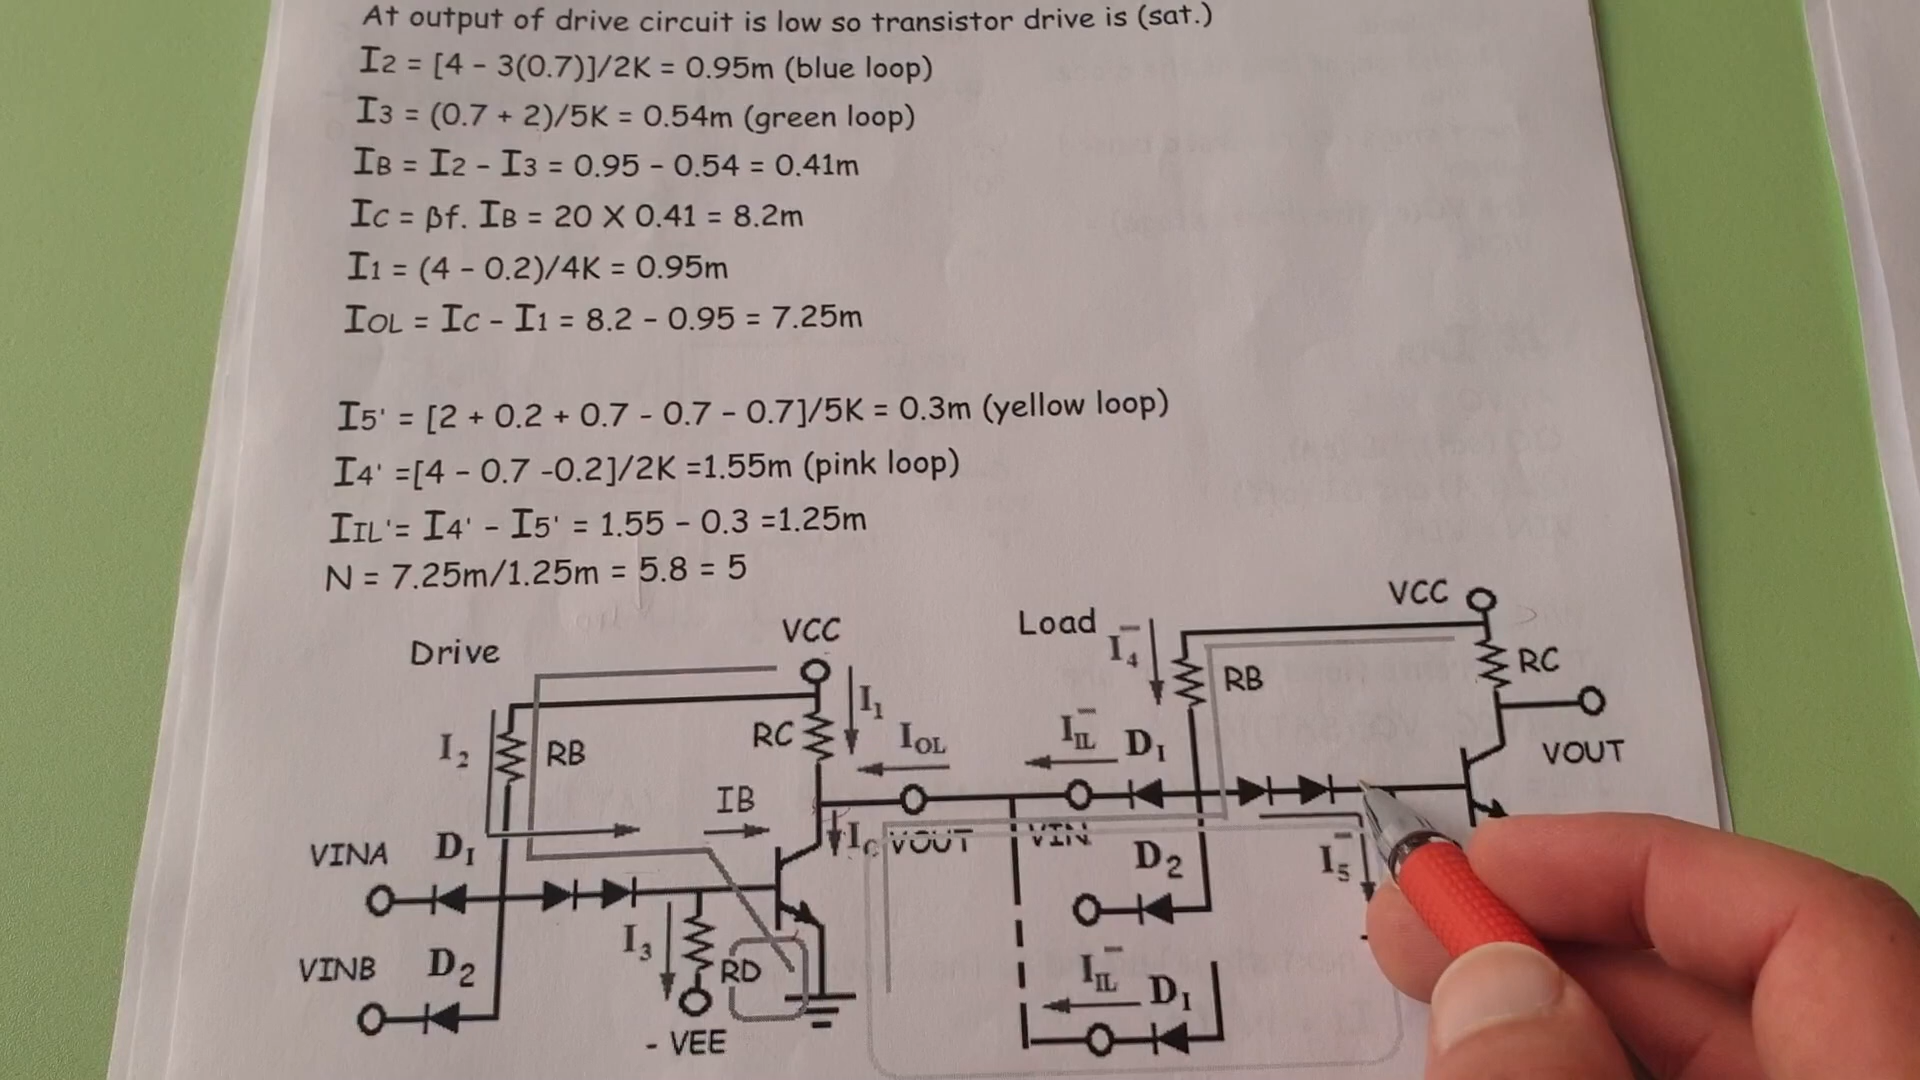 At output of drive circuit is low so transistor drive is (sat.)
I2 = [4 - 3(0.7)]/2K = 0.95m (blue loop)
I3 = (0.7 + 2)/5K = 0.54m (green loop)
IB = I2 - I3 = 0.95 - 0.54 = 0.41m
IC = βf. IB = 20 X 0.41 = 8.2m
I1 = (4 - 0.2)/4K = 0.95m
IOL = IC - I1 = 8.2 - 0.95 = 7.25m
I5' = [2 + 0.2 + 0.7 - 0.7 - 0.7]/5K = 0.3m (yellow loop)
I4' =[4 - 0.7 -0.2]/2K =1.55m (pink loop)
IIL'= I4' - I5' = 1.55 - 0.3 =1.25m
N = 7.25m/1.25m = 5.8 = 5
Drive
VCC
Load
VCC
I4
RB
RC
I1
I2
RB
RC
IOL
IIL
D1
VOUT
IB
IC
VOUT
VIN
VINA
D1
D2
I5
I3
RD
VINB
D2
IIL
D1
- VEE